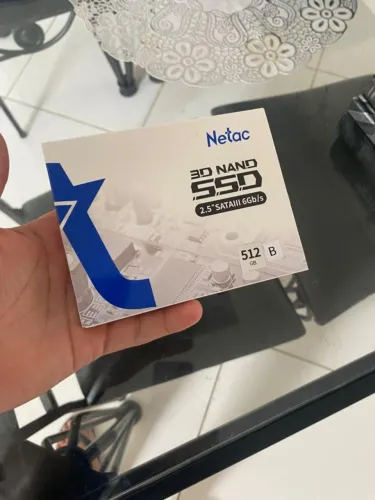 Netac
3D NAND
SSD
2.5" SATAIII 6Gb/s
512 B
GB